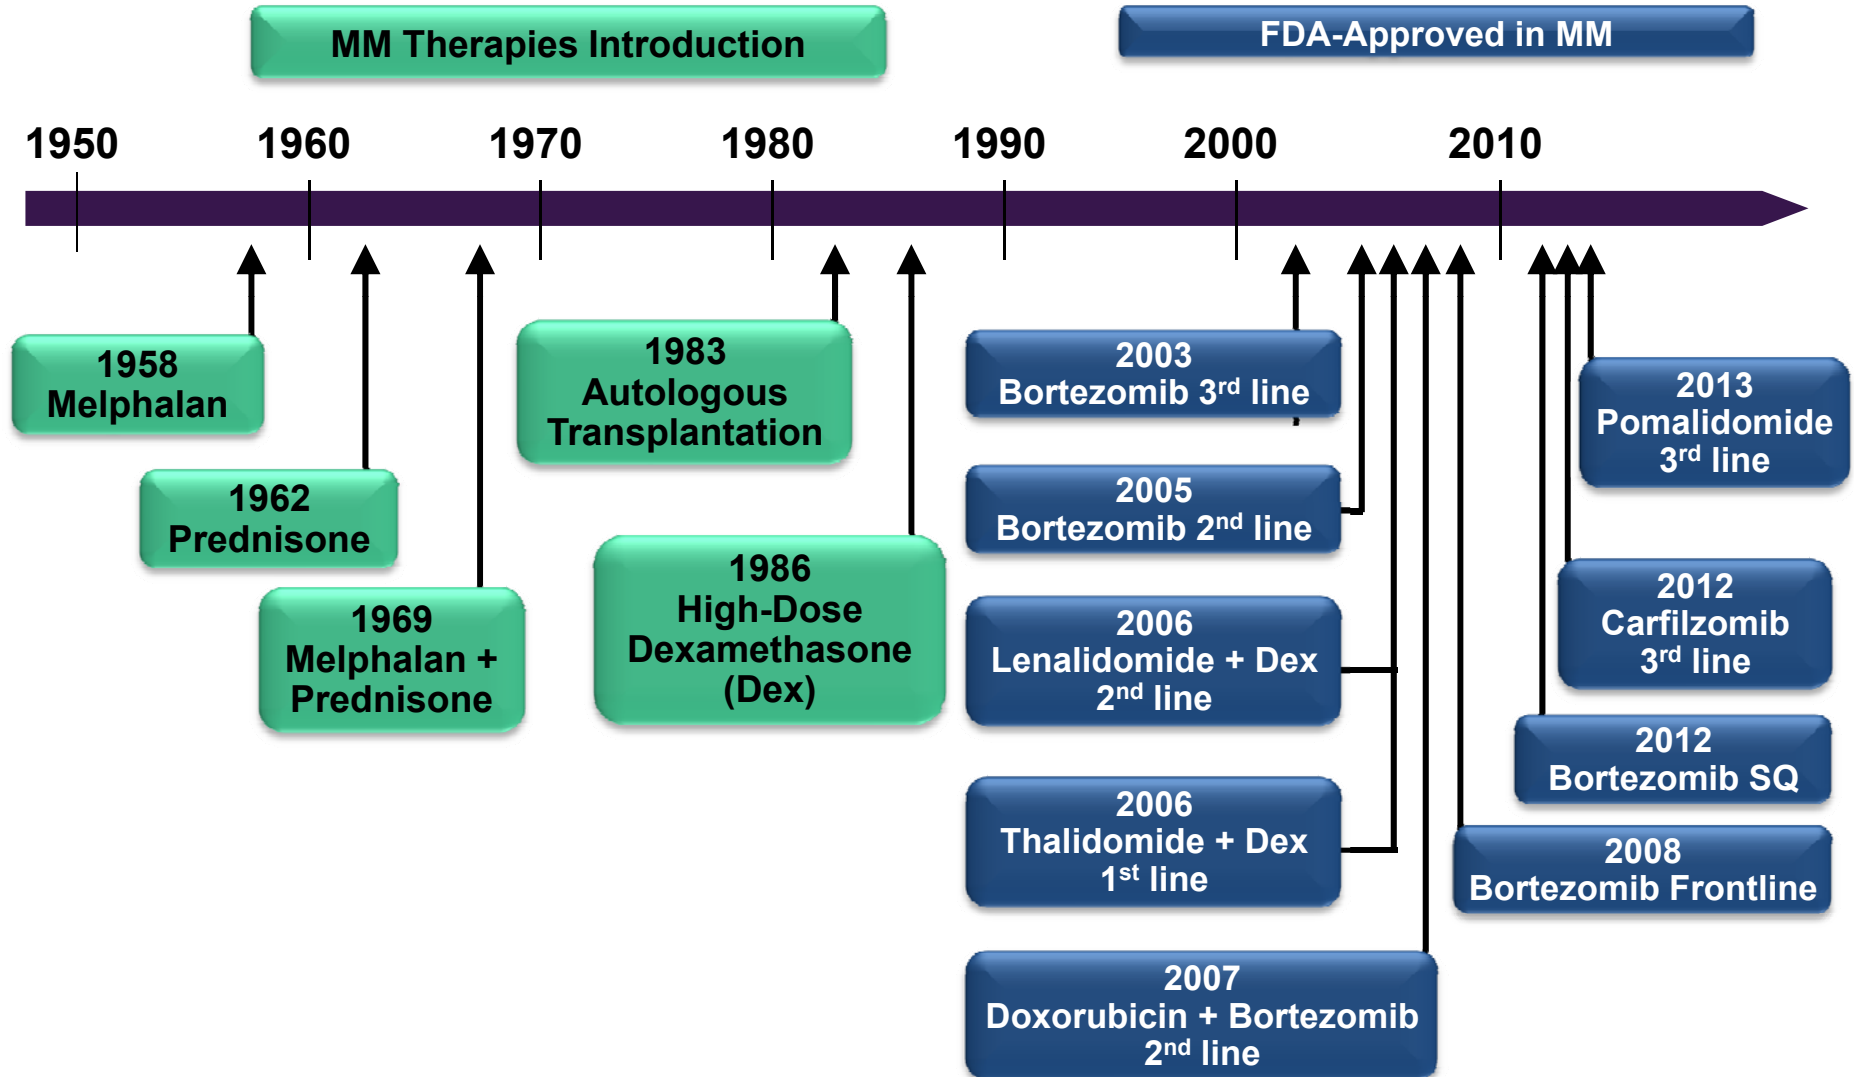 MM Therapies Introduction
FDA-Approved in MM
1950
1960
1970
1980
1990
2000
2010
1958
Melphalan
1962
Prednisone
1969
Melphalan +
Prednisone
1983
Autologous
Transplantation
1986
High-Dose
Dexamethasone
(Dex)
2003
Bortezomib 3rd line
2005
Bortezomib 2nd line
2006
Lenalidomide + Dex
2nd line
2006
Thalidomide + Dex
1st line
2007
Doxorubicin + Bortezomib
2nd line
2013
Pomalidomide
3rd line
2012
Carfilzomib
3rd line
2012
Bortezomib SQ
2008
Bortezomib Frontline